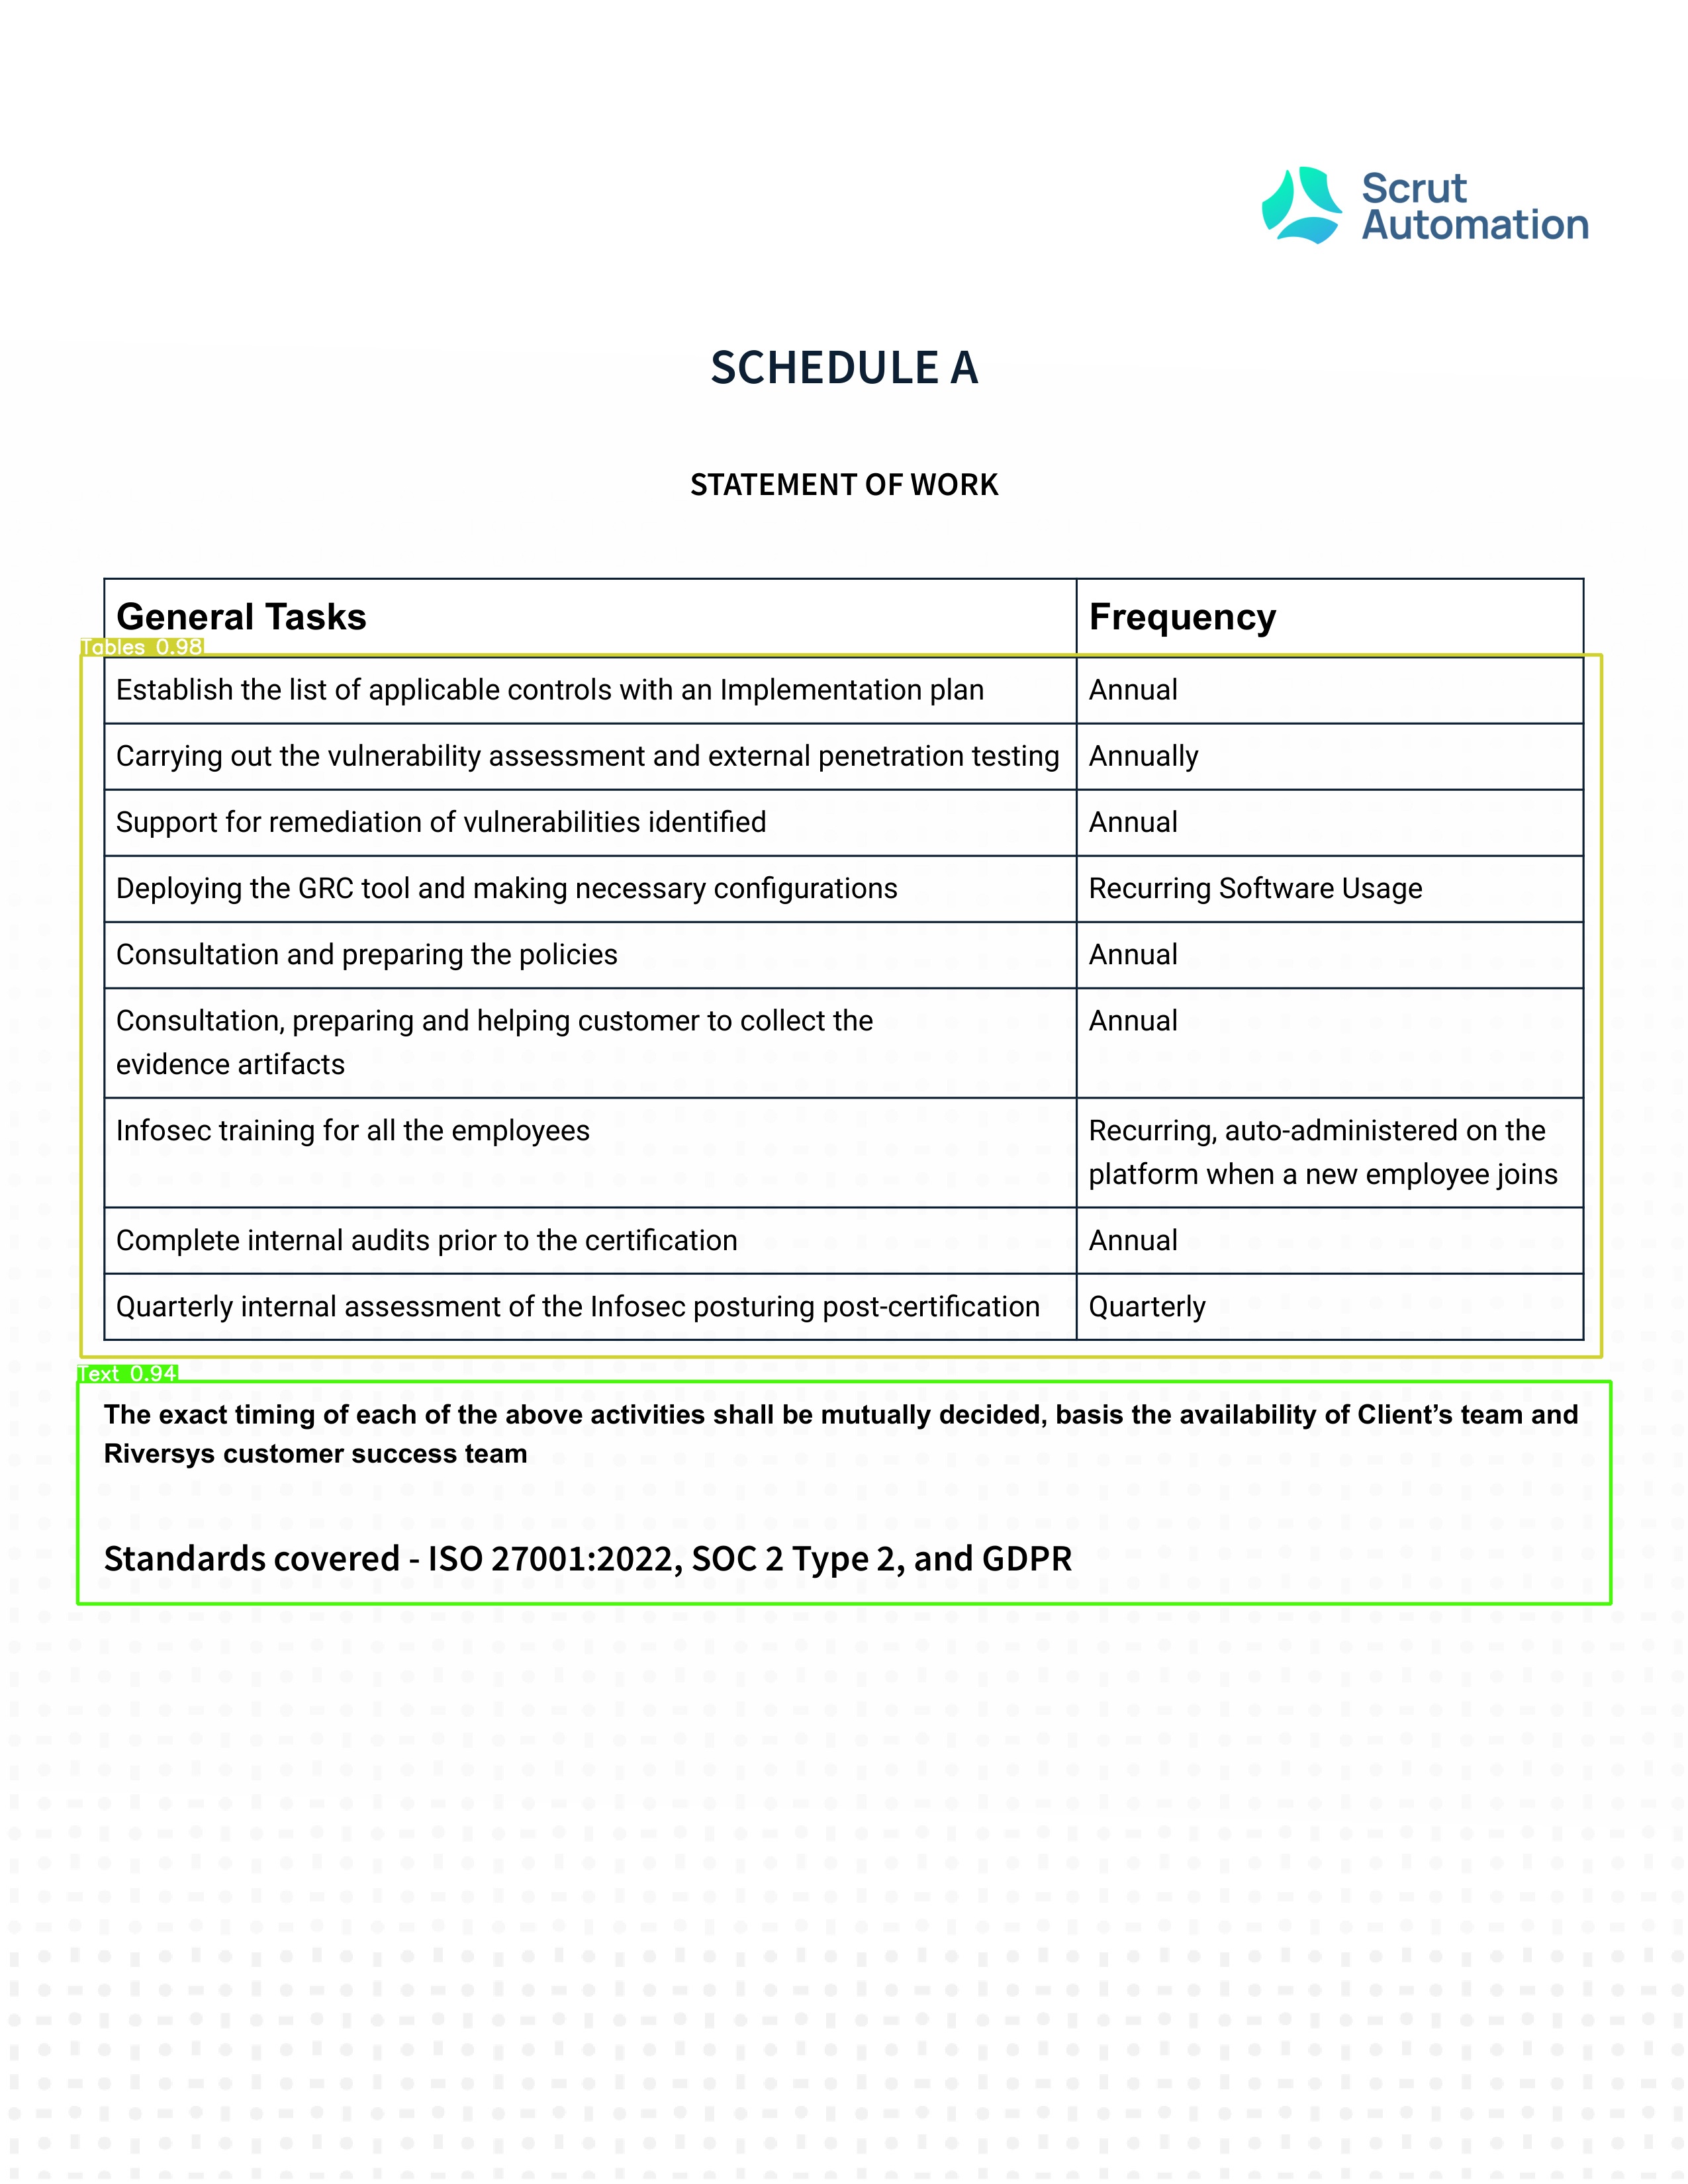 Scrut
Automation
SCHEDULE A
STATEMENT OF WORK
General Tasks Frequency
Tables 0.98
Establish the list of applicable controls with an Implementation plan Annual
Carrying out the vulnerability assessment and external penetration testing Annually
Support for remediation of vulnerabilities identified Annual
Deploying the GRC tool and making necessary configurations Recurring Software Usage
Consultation and preparing the policies Annual
Consultation, preparing and helping customer to collect the Annual
evidence artifacts
Infosec training for all the employees Recurring, auto-administered on the
platform when a new employee joins
Complete internal audits prior to the certification Annual
Quarterly internal assessment of the Infosec posturing post-certification Quarterly
Text 0.94
The exact timing of each of the above activities shall be mutually decided, basis the availability of Client’s team and
Riversys customer success team
Standards covered - ISO 27001:2022, SOC 2 Type 2, and GDPR